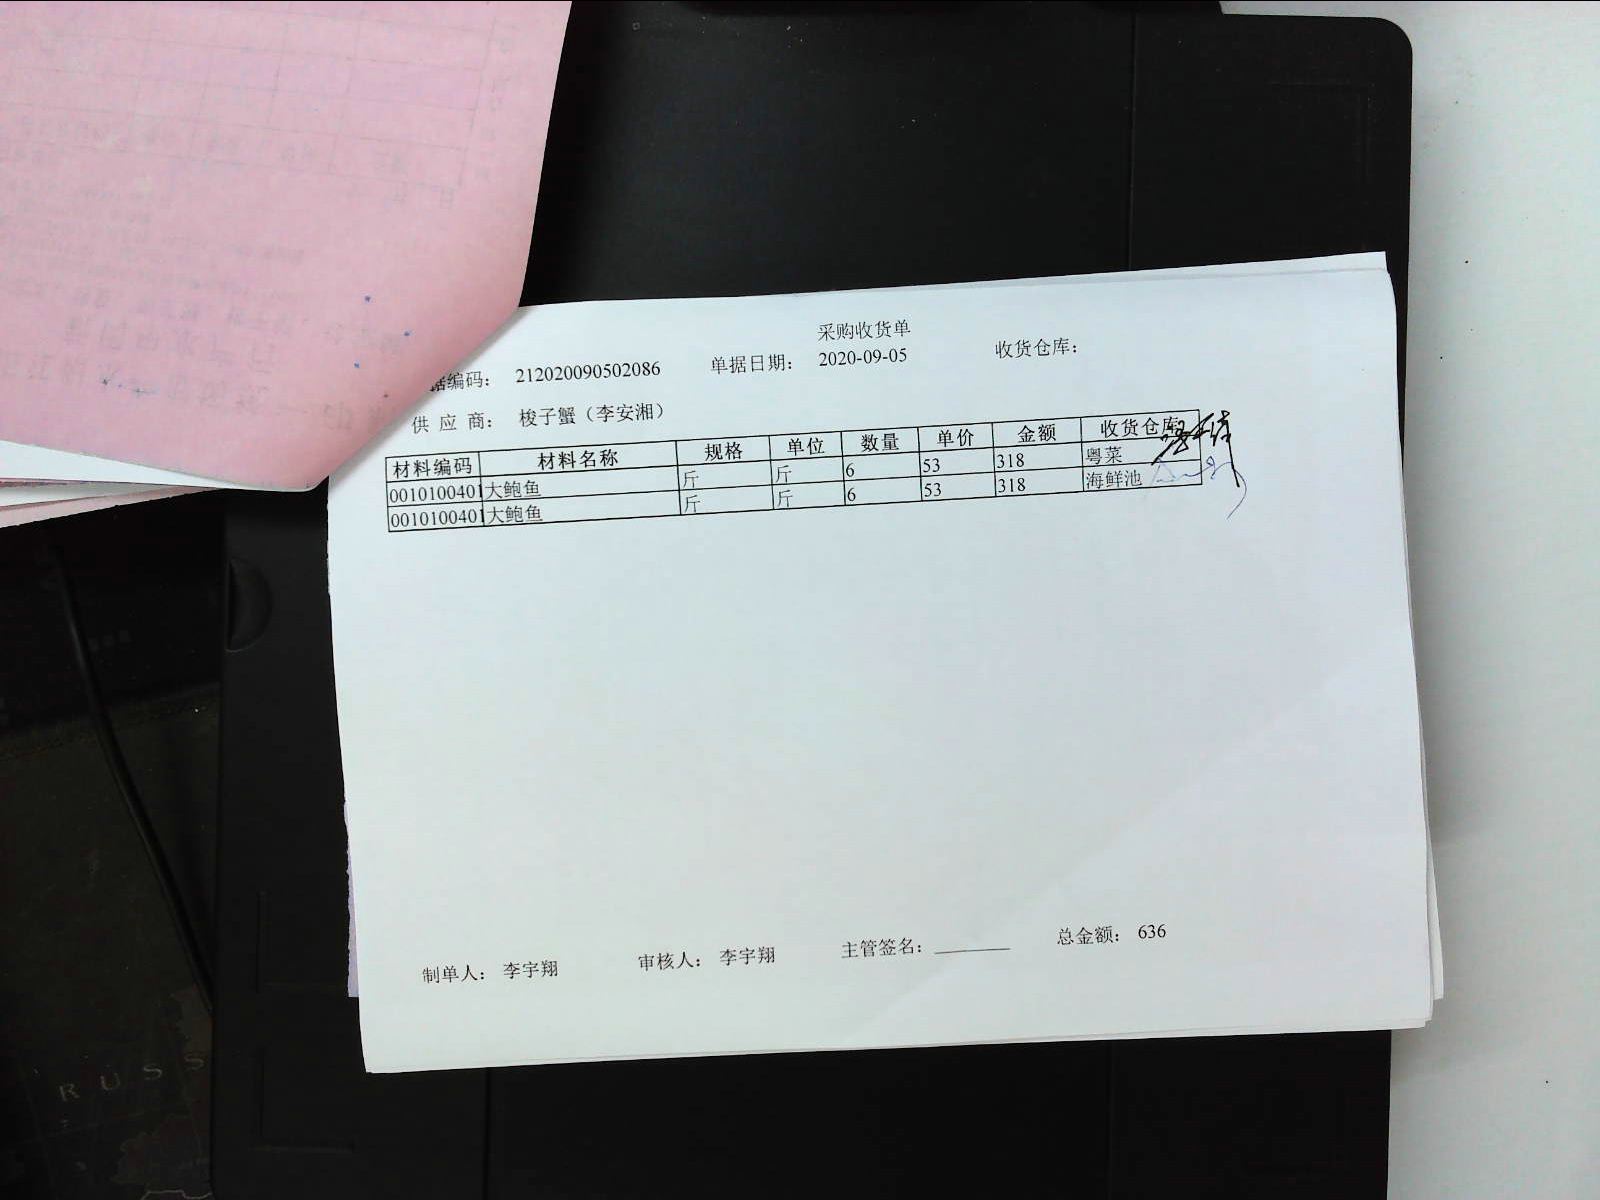 采购收货单
据编码: 212020090502086 单据日期: 2020-09-05 收货仓库:
供 应 商: 梭子蟹（李安湘）
材料编码 材料名称 规格 单位 数量 单价 金额 收货仓库
0010100401 大鲍鱼 斤 斤 6 53 318 粤菜
0010100401 大鲍鱼 斤 斤 6 53 318 海鲜池
制单人: 李宇翔 审核人: 李宇翔 主管签名: ________ 总金额: 636
RUSS